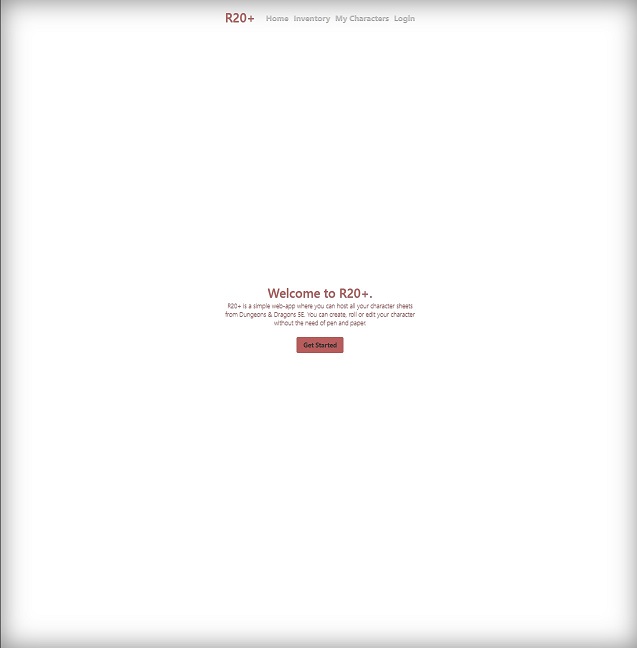 R20+ Home Inventory My Characters Login
Welcome to R20+.
R20+ is a simple web-app where you can host all your character sheets
from Dungeons & Dragons 5E. You can create, roll or edit your character
without the need of pen and paper.
Get Started